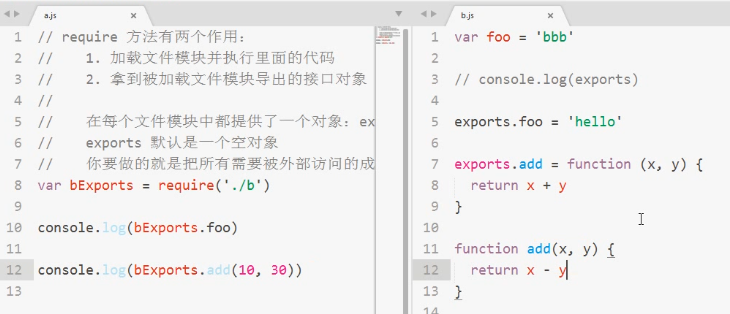 a.js
// require 方法有两个作用：
//    1. 加载文件模块并执行里面的代码
//    2. 拿到被加载文件模块导出的接口对象
//
//    在每个文件模块中都提供了一个对象：ex
//    exports 默认是一个空对象
//    你要做的就是把所有需要被外部访问的成
var bExports = require('./b')
console.log(bExports.foo)
console.log(bExports.add(10, 30))
1
2
3
4
5
6
7
8
9
10
11
12
13
b.js
var foo = 'bbb'
// console.log(exports)
exports.foo = 'hello'
exports.add = function (x, y) {
  return x + y
}
function add(x, y) {
  return x - y
}
1
2
3
4
5
6
7
8
9
10
11
12
13
14